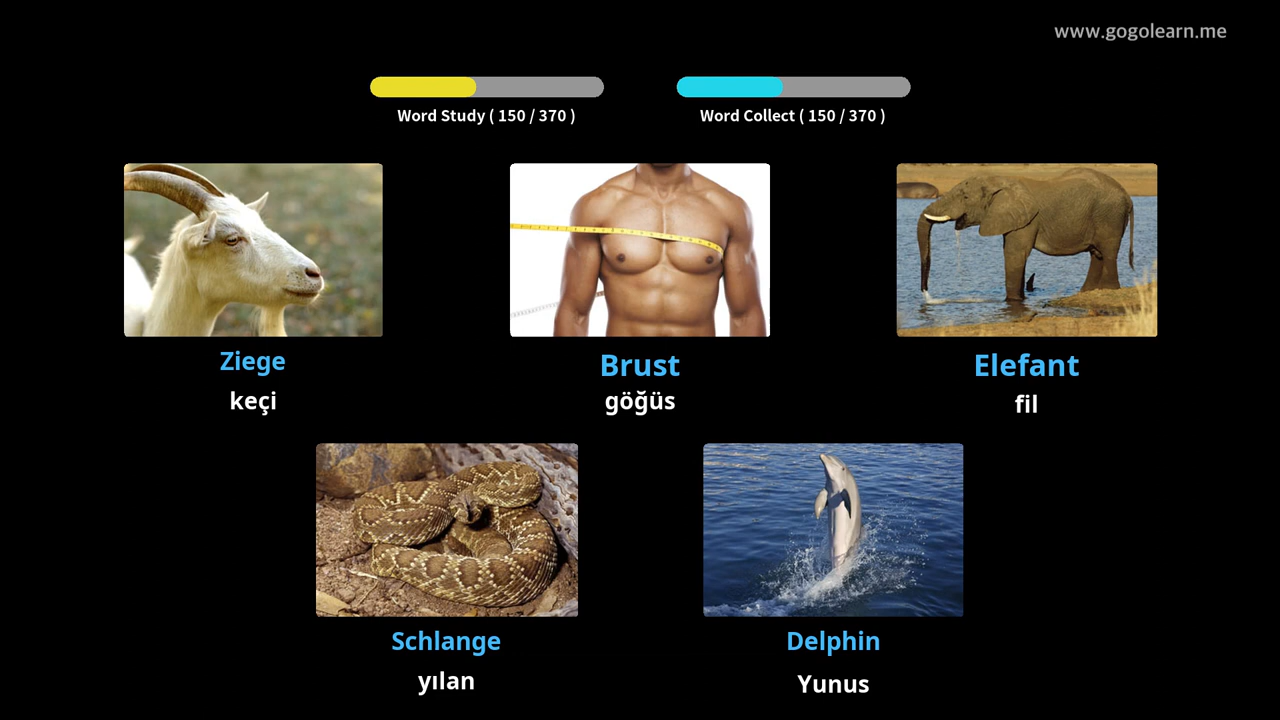 www.gogolearn.me
Word Study ( 150 / 370 )
Word Collect ( 150 / 370 )
Ziege
keçi
Brust
göğüs
Elefant
fil
Schlange
yılan
Delphin
Yunus